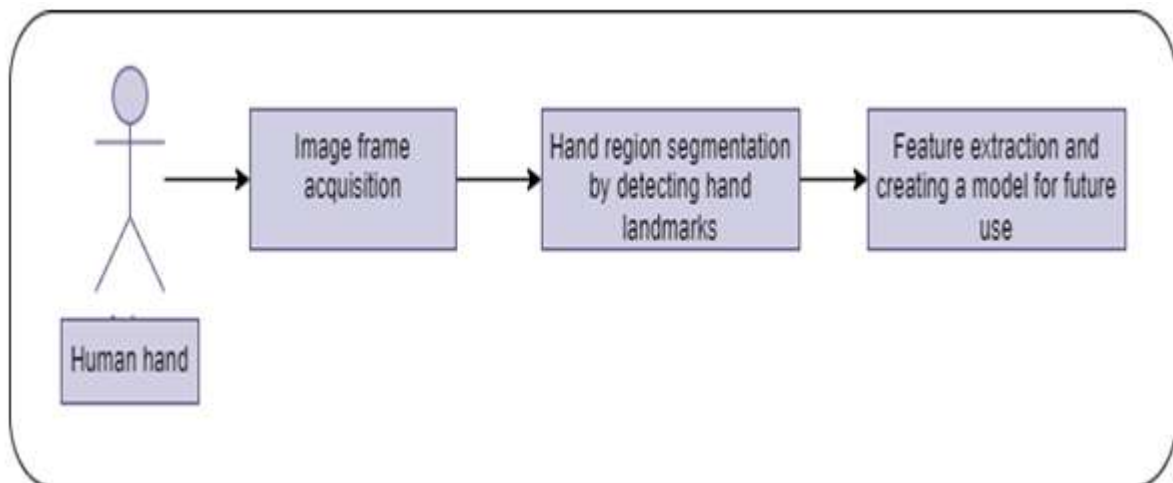 Image frame
acquisition
Hand region segmentation
by detecting hand
landmarks
Feature extraction and
creating a model for future
use
Human hand